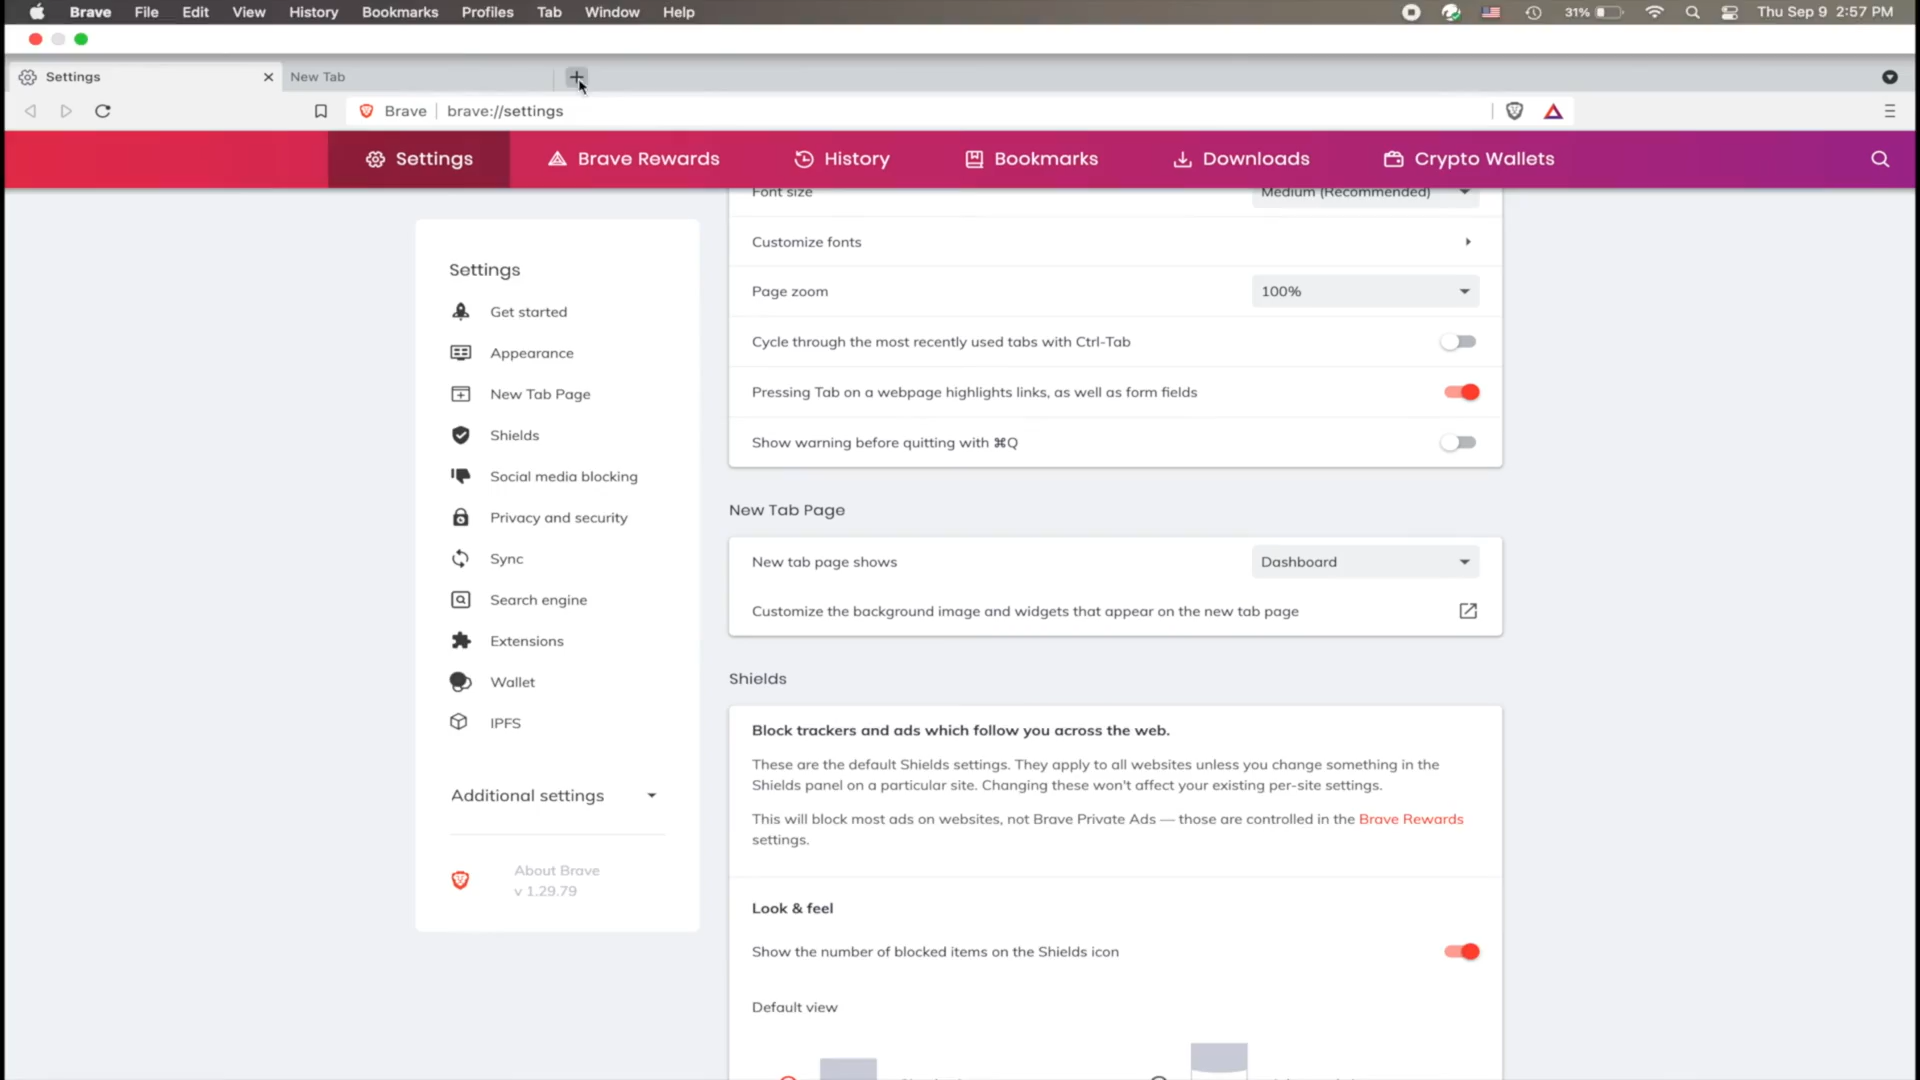 Brave File Edit View History Bookmarks Profiles Tab Window Help 31% Thu Sep 9 2:57 PM
Settings New Tab
Brave brave://settings
Settings Brave Rewards History Bookmarks Downloads Crypto Wallets
Settings
Get started
Appearance
New Tab Page
Shields
Social media blocking
Privacy and security
Sync
Search engine
Extensions
Wallet
IPFS
Additional settings
About Brave
v 1.29.79
Font size Medium (Recommended)
Customize fonts
Page zoom 100%
Cycle through the most recently used tabs with Ctrl-Tab
Pressing Tab on a webpage highlights links, as well as form fields
Show warning before quitting with ⌘Q
New Tab Page
New tab page shows Dashboard
Customize the background image and widgets that appear on the new tab page
Shields
Block trackers and ads which follow you across the web.
These are the default Shields settings. They apply to all websites unless you change something in the
Shields panel on a particular site. Changing these won't affect your existing per-site settings.
This will block most ads on websites, not Brave Private Ads — those are controlled in the Brave Rewards
settings.
Look & feel
Show the number of blocked items on the Shields icon
Default view